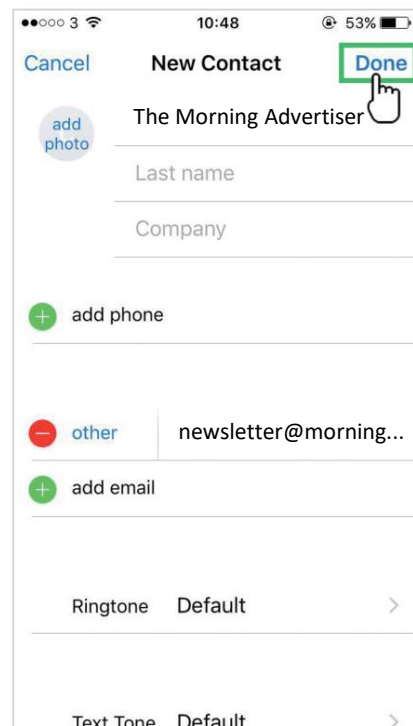 3 10:48 53%
Cancel New Contact Done
add photo
The Morning Advertiser
Last name
Company
add phone
other newsletter@morning...
add email
Ringtone Default
Text Tone Default